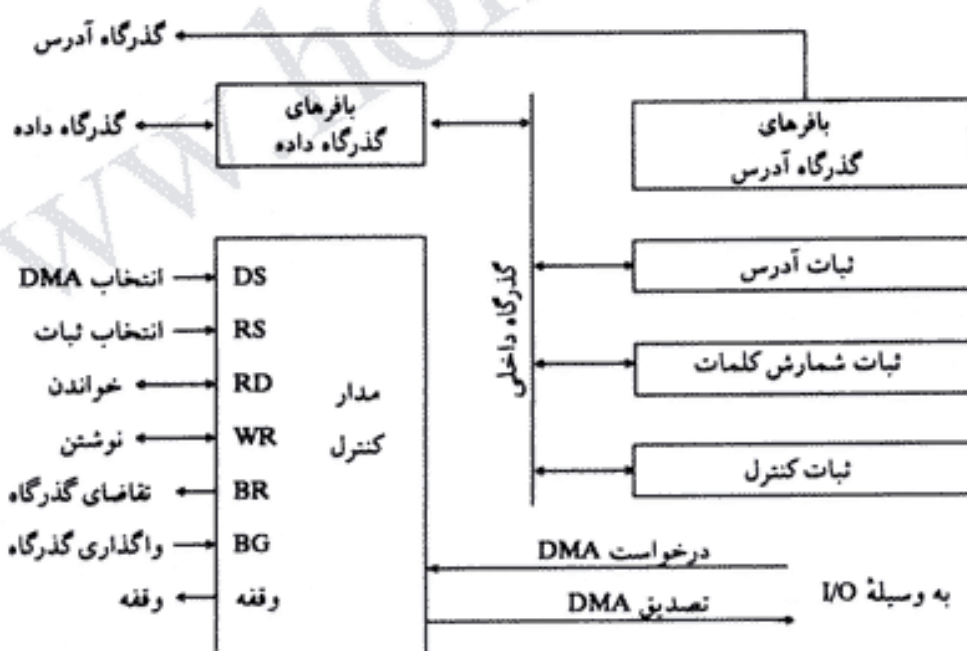 گذرگاه آدرس
بافرهای
گذرگاه داده
گذرگاه داده
بافرهای
گذرگاه آدرس
ثبات آدرس
ثبات شمارش کلمات
ثبات کنترل
گذرگاه داخلی
انتخاب DMA
DS
انتخاب ثبات
RS
خواندن
RD
نوشتن
WR
تقاضای گذرگاه
BR
واگذاری گذرگاه
BG
وقفه
وقفه
مدار
کنترل
درخواست DMA
تصدیق DMA
به وسیلهٔ I/O